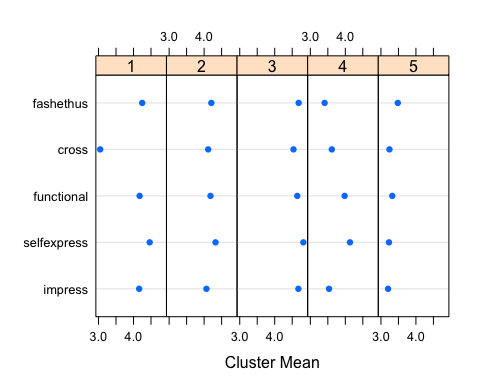 3.0 4.0 3.0 4.0
1 2 3 4 5
fashethus
cross
functional
selfexpress
impress
3.0 4.0 3.0 4.0 3.0 4.0
Cluster Mean